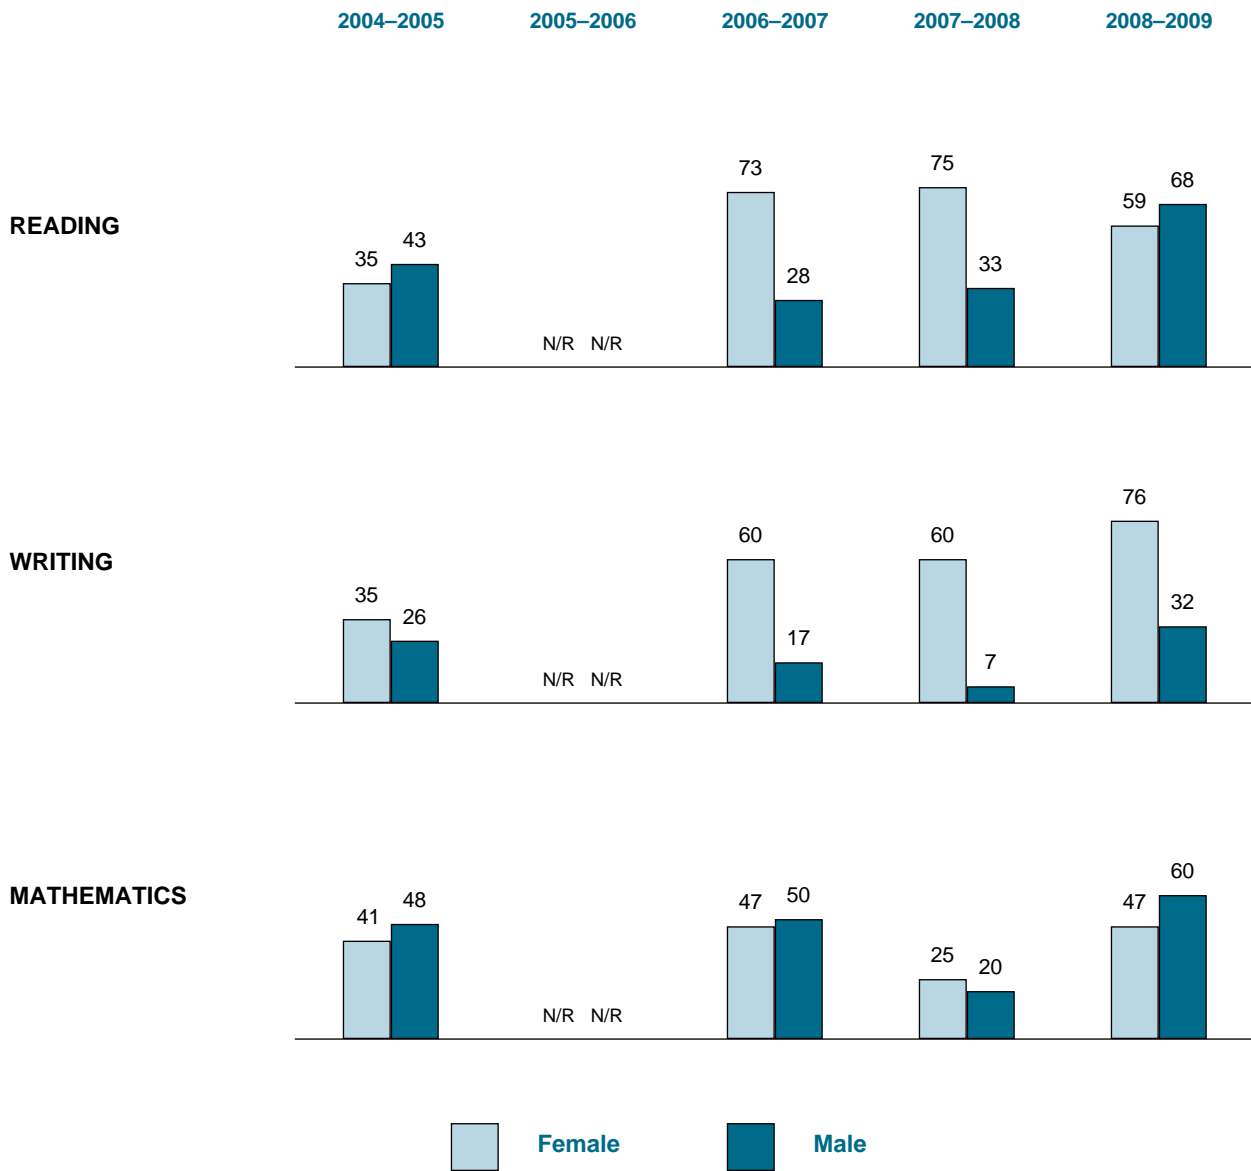 2004–2005 2005–2006 2006–2007 2007–2008 2008–2009
READING
35 43 N/R N/R 73 28 75 33 59 68
WRITING
35 26 N/R N/R 60 17 60 7 76 32
MATHEMATICS
41 48 N/R N/R 47 50 25 20 47 60
Female Male